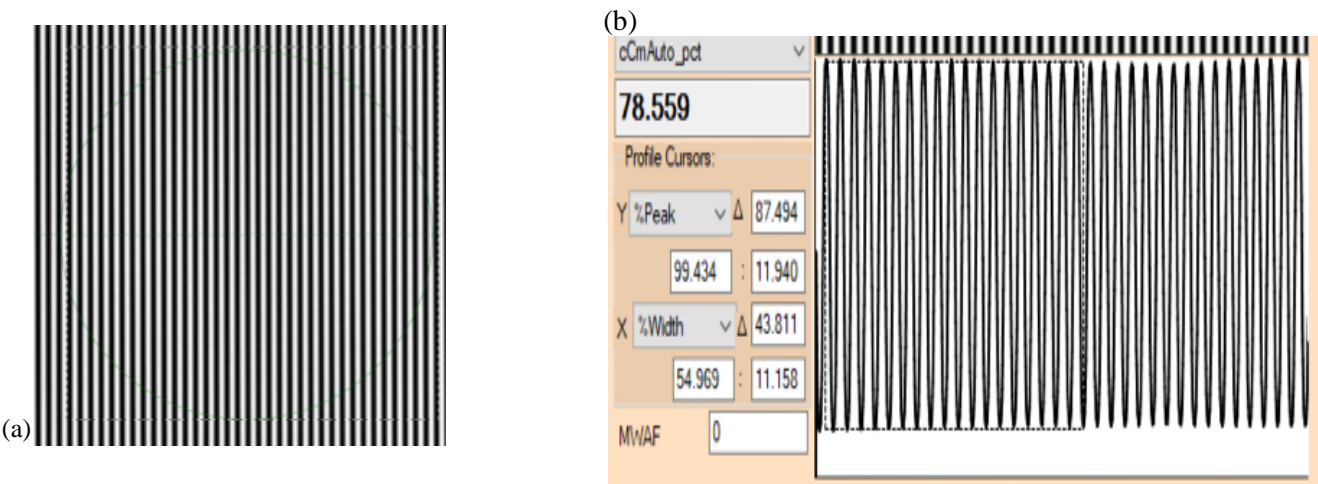 (a)
(b)
cCmAuto_pct
78.559
Profile Cursors:
Y %Peak Δ 87.494
99.434 : 11.940
X %Width Δ 43.811
54.969 : 11.158
MWAF 0